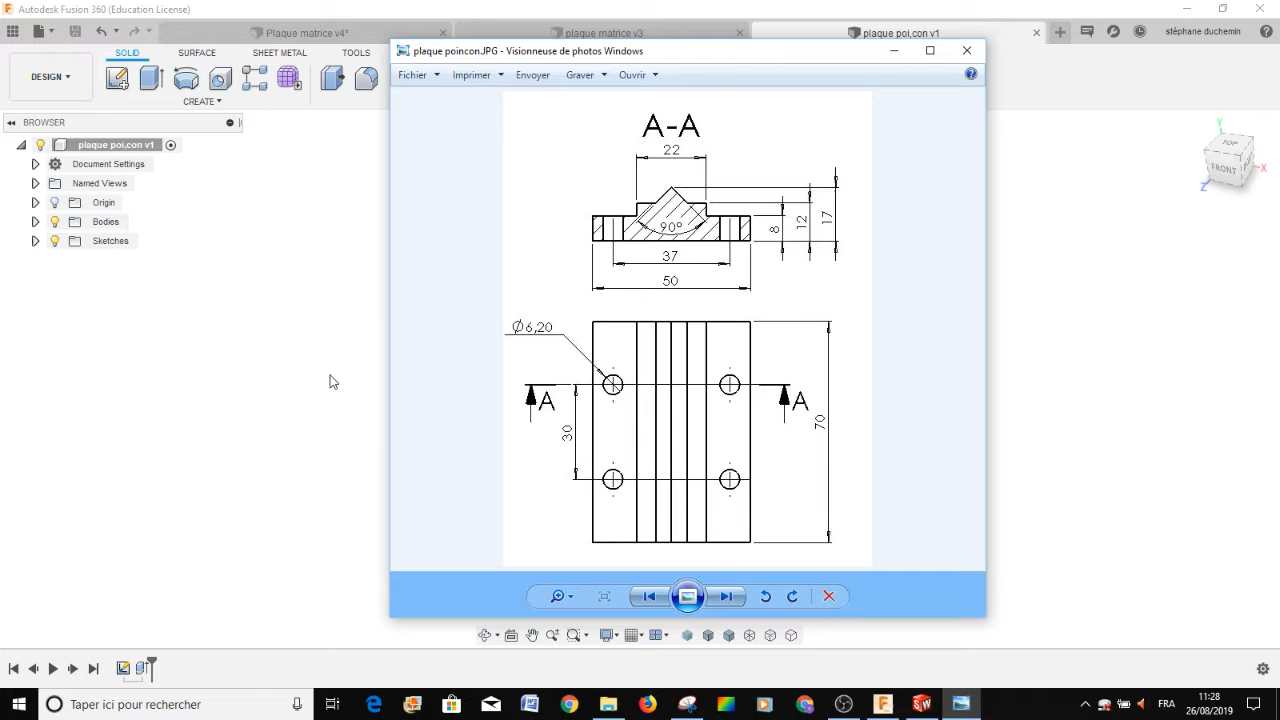 Autodesk Fusion 360 (Education License)
Plaque matrice v4*
plaque matrice v3
plaque poi,con v1
stéphane duchemin
DESIGN
SOLID
SURFACE
SHEET METAL
TOOLS
CREATE
BROWSER
plaque poi,con v1
Document Settings
Named Views
Origin
Bodies
Sketches
plaque poincon.JPG - Visionneuse de photos Windows
Fichier
Imprimer
Envoyer
Graver
Ouvrir
A-A
22
90°
8
12
17
37
50
Ø6,20
A
A
30
70
TOP
FRONT
Y
X
Z
Taper ici pour rechercher
FRA
11:28
26/08/2019